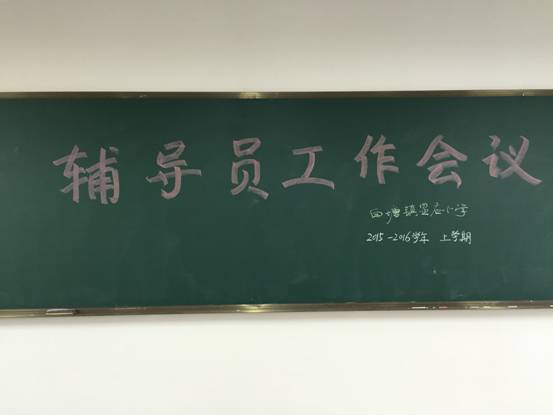 辅导员工作会议
西塘镇 小学
2015-2016学年 上学期